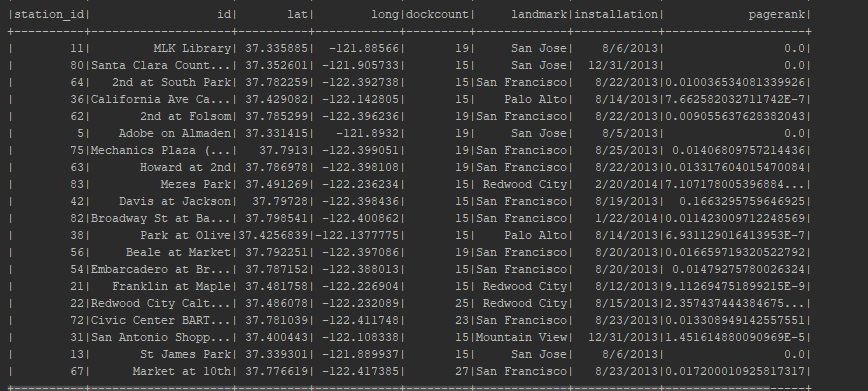 |station_id|                  id|       lat|       long|dockcount|     landmark|installation|            pagerank|
+----------+--------------------+----------+-----------+---------+-------------+------------+--------------------+
|        11|         MLK Library| 37.335885| -121.88566|       19|     San Jose|    8/6/2013|                 0.0|
|        80|Santa Clara Count...| 37.352601|-121.905733|       15|     San Jose|  12/31/2013|                 0.0|
|        64|   2nd at South Park| 37.782259|-122.392738|       15|San Francisco|   8/22/2013|0.010036534081339926|
|        36|California Ave Ca...| 37.429082|-122.142805|       15|    Palo Alto|   8/14/2013|7.662582032711742E-7|
|        62|       2nd at Folsom| 37.785299|-122.396236|       19|San Francisco|   8/22/2013|0.009055637628382043|
|         5|    Adobe on Almaden| 37.331415|  -121.8932|       19|     San Jose|    8/5/2013|                 0.0|
|        75|Mechanics Plaza (...|   37.7913|-122.399051|       19|San Francisco|   8/25/2013| 0.01406809757214436|
|        63|       Howard at 2nd| 37.786978|-122.398108|       19|San Francisco|   8/22/2013|0.013317604015470084|
|        83|          Mezes Park| 37.491269|-122.236234|       15| Redwood City|   2/20/2014|7.107178005396884...|
|        42|    Davis at Jackson|  37.79728|-122.398436|       15|San Francisco|   8/19/2013|  0.1663295759646925|
|        82|Broadway St at Ba...| 37.798541|-122.400862|       15|San Francisco|   1/22/2014|0.011423009712248569|
|        38|       Park at Olive|37.4256839|-122.1377775|       15|    Palo Alto|   8/14/2013|6.931129016413953E-7|
|        56|     Beale at Market| 37.792251|-122.397086|       19|San Francisco|   8/20/2013|0.016659719320522792|
|        54|Embarcadero at Br...| 37.787152|-122.388013|       15|San Francisco|   8/20/2013| 0.01479275780026324|
|        21|   Franklin at Maple| 37.481758|-122.226904|       15| Redwood City|   8/12/2013|9.112694751899215E-9|
|        22|Redwood City Calt...| 37.486078|-122.232089|       25| Redwood City|   8/15/2013|2.357437444384675...|
|        72|Civic Center BART...| 37.781039|-122.411748|       23|San Francisco|   8/23/2013|0.013308949142557551|
|        31|San Antonio Shopp...| 37.400443|-122.108338|       15|Mountain View|  12/31/2013|1.451614880090969E-5|
|        13|       St James Park| 37.339301|-121.889937|       15|     San Jose|    8/6/2013|                 0.0|
|        67|      Market at 10th| 37.776619|-122.417385|       27|San Francisco|   8/23/2013|0.017200010925817317|
+----------+--------------------+----------+-----------+---------+-------------+------------+--------------------+